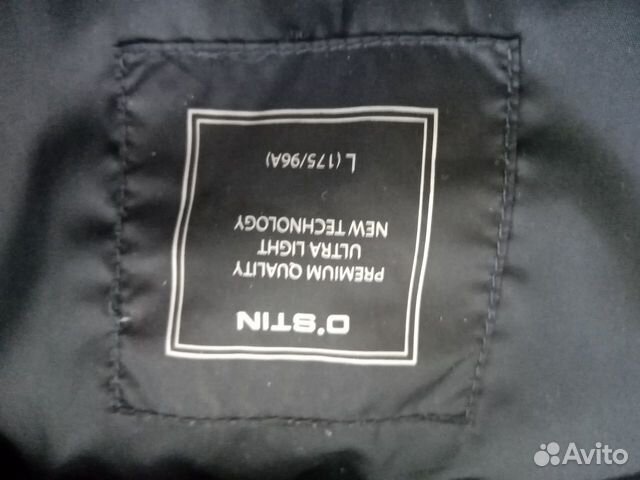 O'STIN
PREMIUM QUALITY
ULTRA LIGHT
NEW TECHNOLOGY
L (175/96A)
Avito